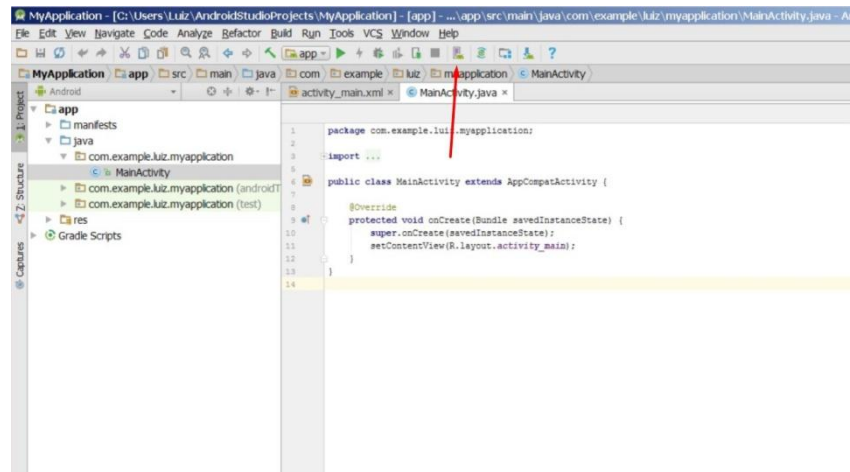 MyApplication - [C:\Users\Luiz\AndroidStudioProjects\MyApplication] - [app] - ...\app\src\main\java\com\example\luiz\myapplication\MainActivity.java - A
File Edit View Navigate Code Analyze Refactor Build Run Tools VCS Window Help
app
MyApplication app src main java com example luiz myapplication MainActivity
Android
activity_main.xml × MainActivity.java ×
1: Project
Z: Structure
Captures
app
manifests
java
com.example.luiz.myapplication
MainActivity
com.example.luiz.myapplication (androidT
com.example.luiz.myapplication (test)
res
Gradle Scripts
1 package com.example.luiz.myapplication;
2
3 import ...
5
6 public class MainActivity extends AppCompatActivity {
7
8 @Override
9 protected void onCreate(Bundle savedInstanceState) {
10 super.onCreate(savedInstanceState);
11 setContentView(R.layout.activity_main);
12 }
13 }
14